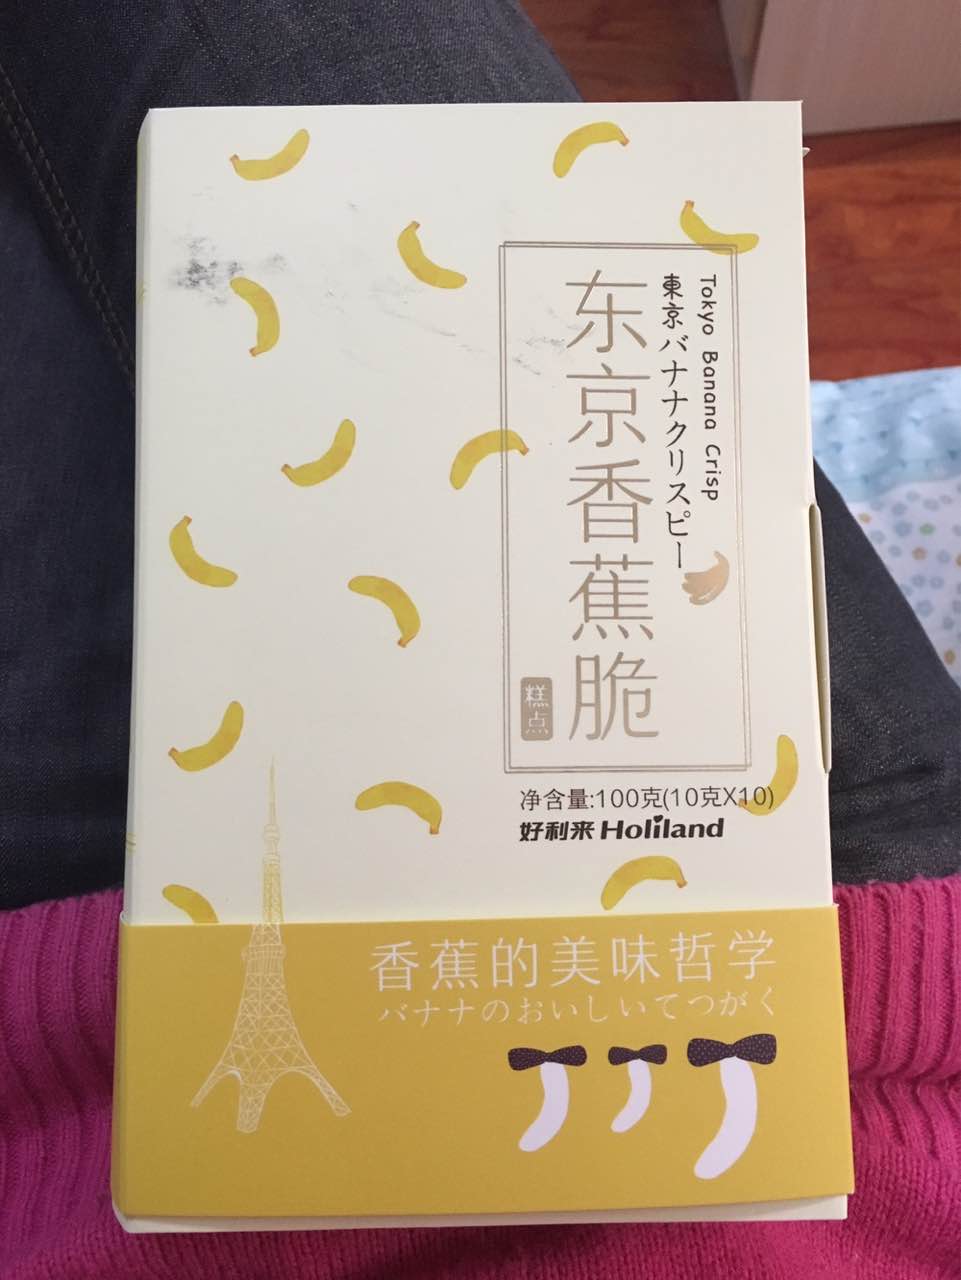 Tokyo Banana Crisp
東京バナナクリスピー
东京香蕉脆
糕点
净含量:100克(10克X10)
好利来 Holiland
香蕉的美味哲学
バナナのおいしいてつがく